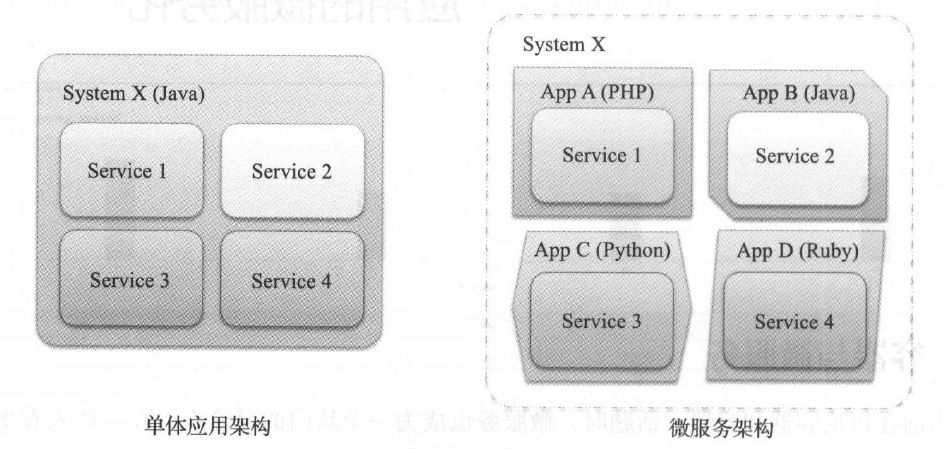 System X (Java)
Service 1
Service 2
Service 3
Service 4
单体应用架构
System X
App A (PHP)
Service 1
App B (Java)
Service 2
App C (Python)
Service 3
App D (Ruby)
Service 4
微服务架构